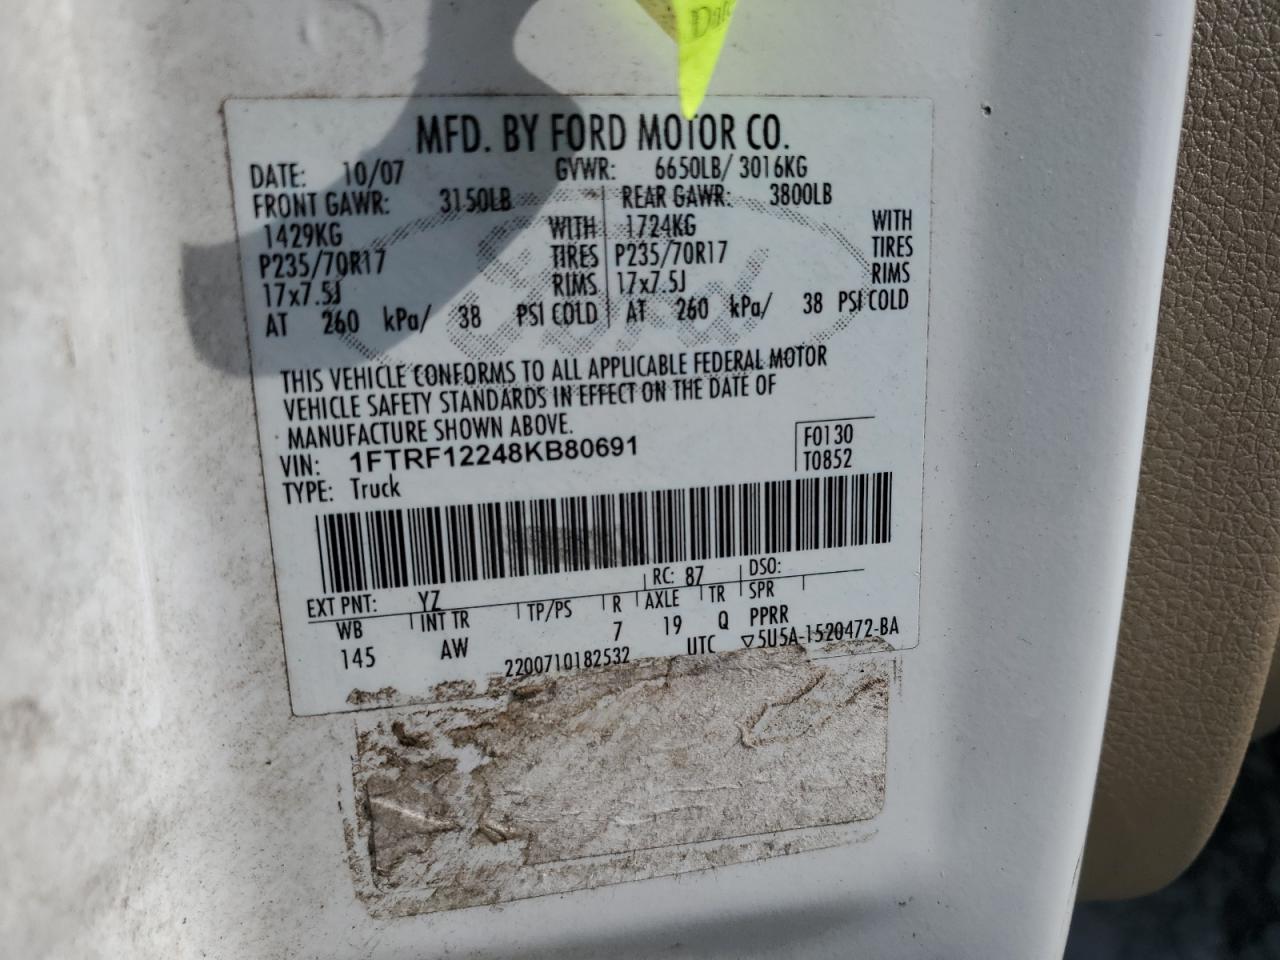 MFD. BY FORD MOTOR CO.
DATE: 10/07 GVWR: 6650LB/ 3016KG
FRONT GAWR: 3150LB REAR GAWR: 3800LB
1429KG WITH 1724KG WITH
P235/70R17 TIRES P235/70R17 TIRES
17x7.5J RIMS 17x7.5J RIMS
AT 260 kPa/ 38 PSI COLD AT 260 kPa/ 38 PSI COLD
THIS VEHICLE CONFORMS TO ALL APPLICABLE FEDERAL MOTOR
VEHICLE SAFETY STANDARDS IN EFFECT ON THE DATE OF
MANUFACTURE SHOWN ABOVE.
VIN: 1FTRF12248KB80691 F0130
TYPE: Truck T0852
EXT PNT: YZ RC: 87 DSO:
WB INT TR TP/PS R AXLE TR SPR
145 AW 7 19 Q PPRR
2200710182532 UTC ▽5U5A-1520472-BA